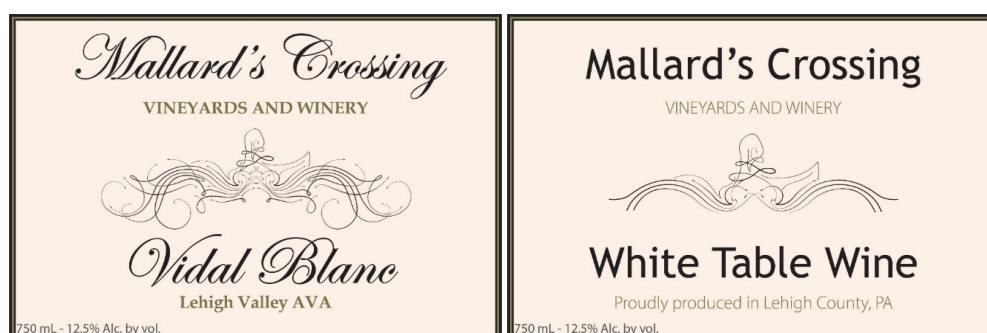 Mallard's Crossing
VINEYARDS AND WINERY
Vidal Blanc
Lehigh Valley AVA
750 mL - 12.5% Alc. by vol.
Mallard's Crossing
VINEYARDS AND WINERY
White Table Wine
Proudly produced in Lehigh County, PA
750 mL - 12.5% Alc. by vol.